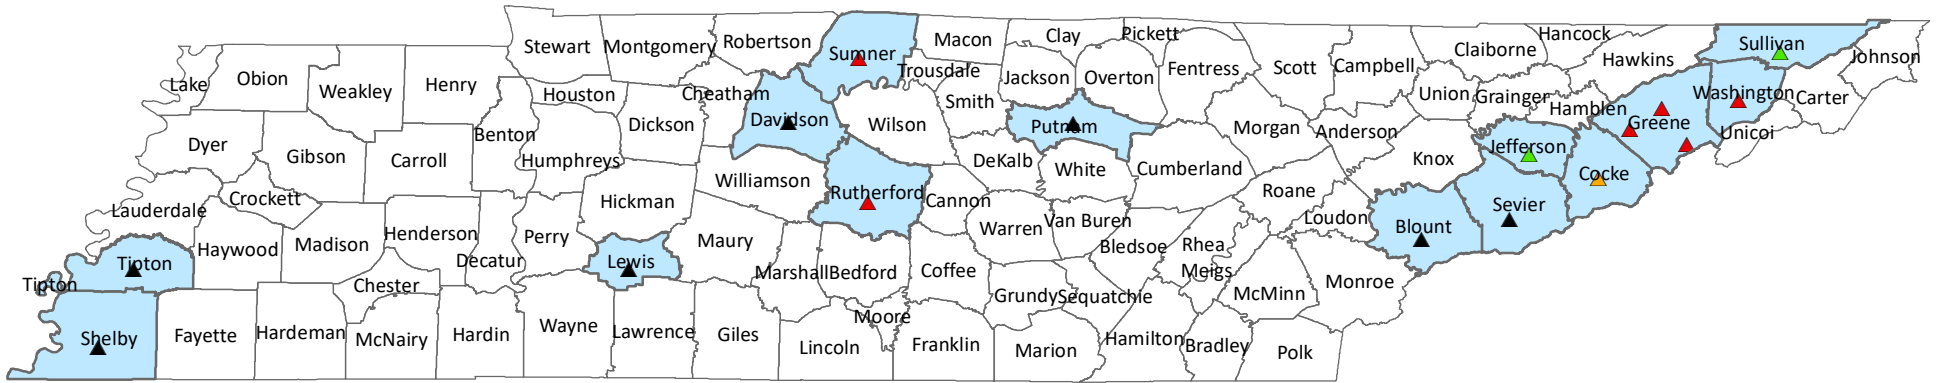 Stewart
Montgomery
Robertson
Sumner
Macon
Clay
Pickett
Claiborne
Hancock
Hawkins
Sullivan
Johnson
Lake
Obion
Weakley
Henry
Houston
Cheatham
Trousdale
Jackson
Overton
Fentress
Scott
Campbell
Union
Grainger
Hamblen
Greene
Washington
Carter
Unicoi
Dyer
Gibson
Carroll
Benton
Humphreys
Dickson
Davidson
Wilson
Smith
Putnam
Morgan
Anderson
Knox
Jefferson
Cocke
Lauderdale
Crockett
Hickman
Williamson
Rutherford
Cannon
DeKalb
White
Cumberland
Roane
Loudon
Blount
Sevier
Tipton
Tipton
Haywood
Madison
Henderson
Decatur
Perry
Lewis
Maury
Marshall
Bedford
Coffee
Warren
Van Buren
Bledsoe
Rhea
Meigs
McMinn
Monroe
Shelby
Fayette
Hardeman
Chester
McNairy
Hardin
Wayne
Lawrence
Giles
Lincoln
Moore
Franklin
Grundy
Sequatchie
Marion
Hamilton
Bradley
Polk